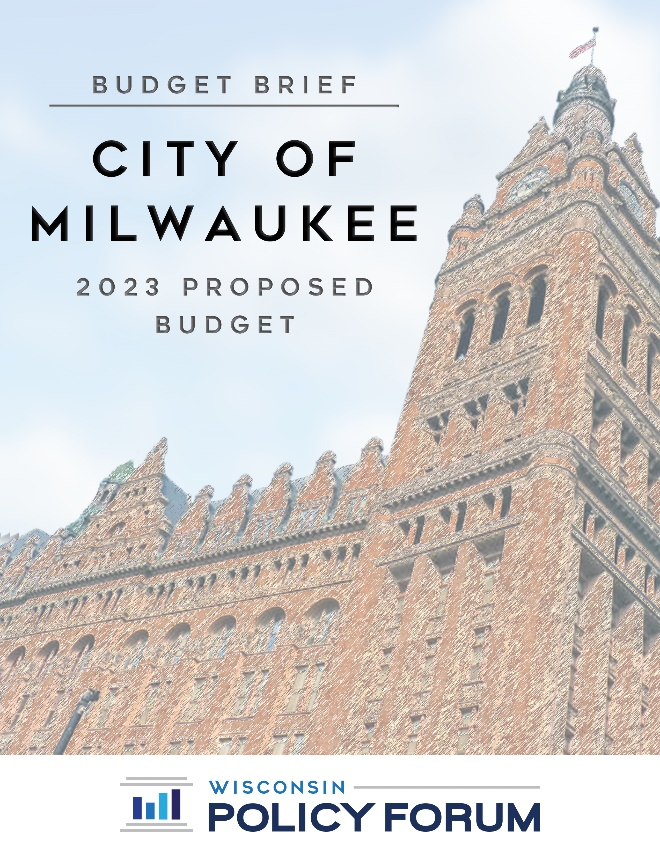 BUDGET BRIEF
CITY OF
MILWAUKEE
2023 PROPOSED
BUDGET
WISCONSIN
POLICY FORUM